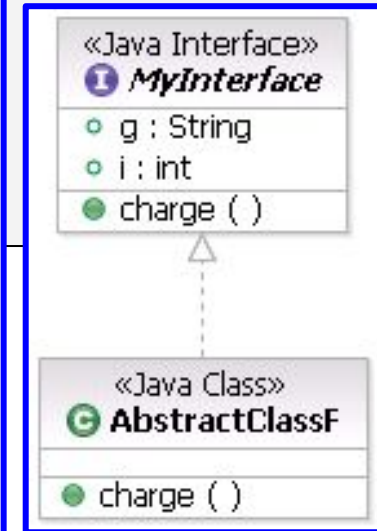 «Java Interface»
I MyInterface
g : String
i : int
charge ( )
«Java Class»
C AbstractClassF
charge ( )